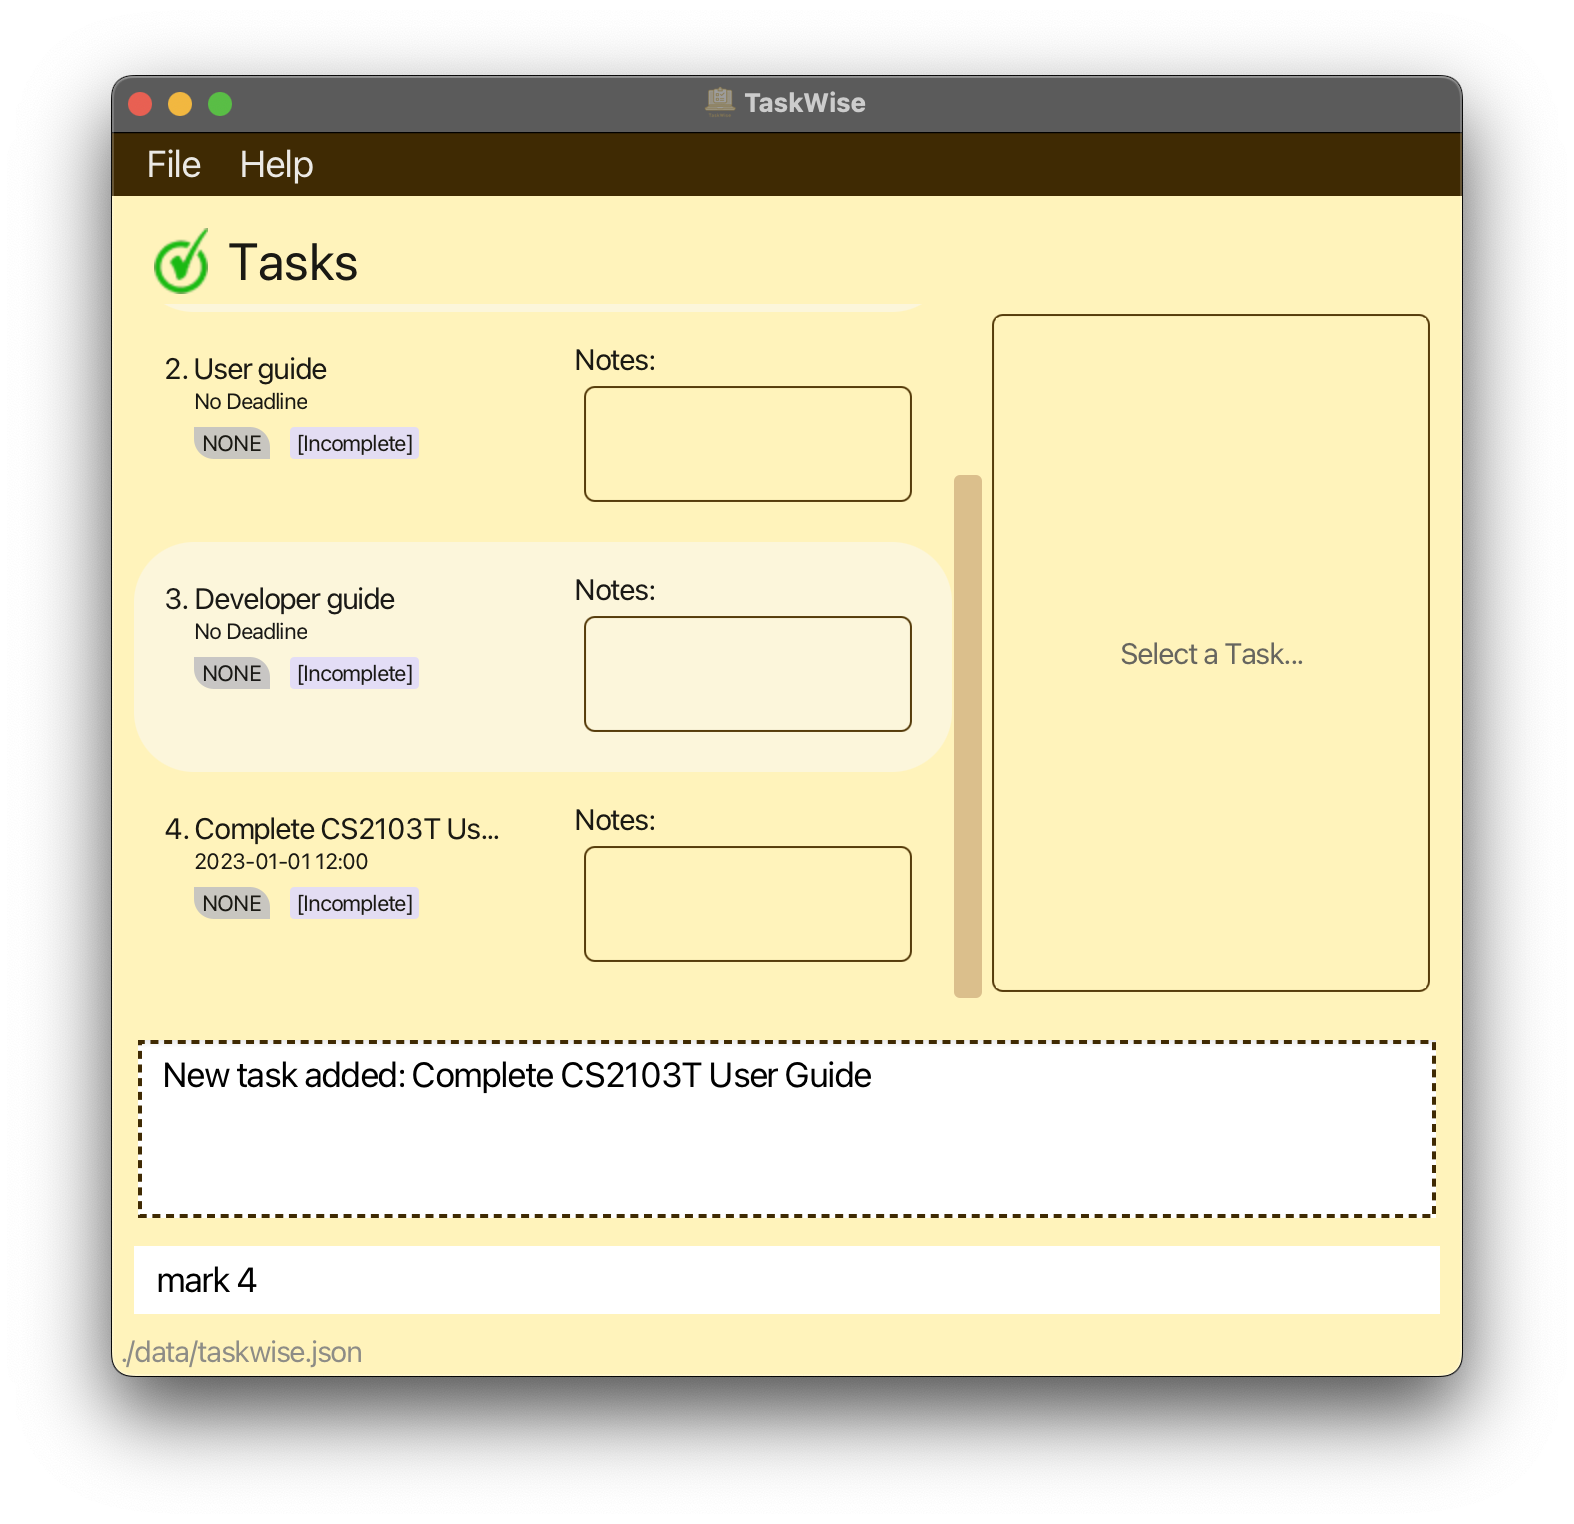 TaskWise
File Help
Tasks
2. User guide
No Deadline
NONE [Incomplete]
Notes:
3. Developer guide
No Deadline
NONE [Incomplete]
Notes:
4. Complete CS2103T Us...
2023-01-01 12:00
NONE [Incomplete]
Notes:
Select a Task...
New task added: Complete CS2103T User Guide
mark 4
./data/taskwise.json